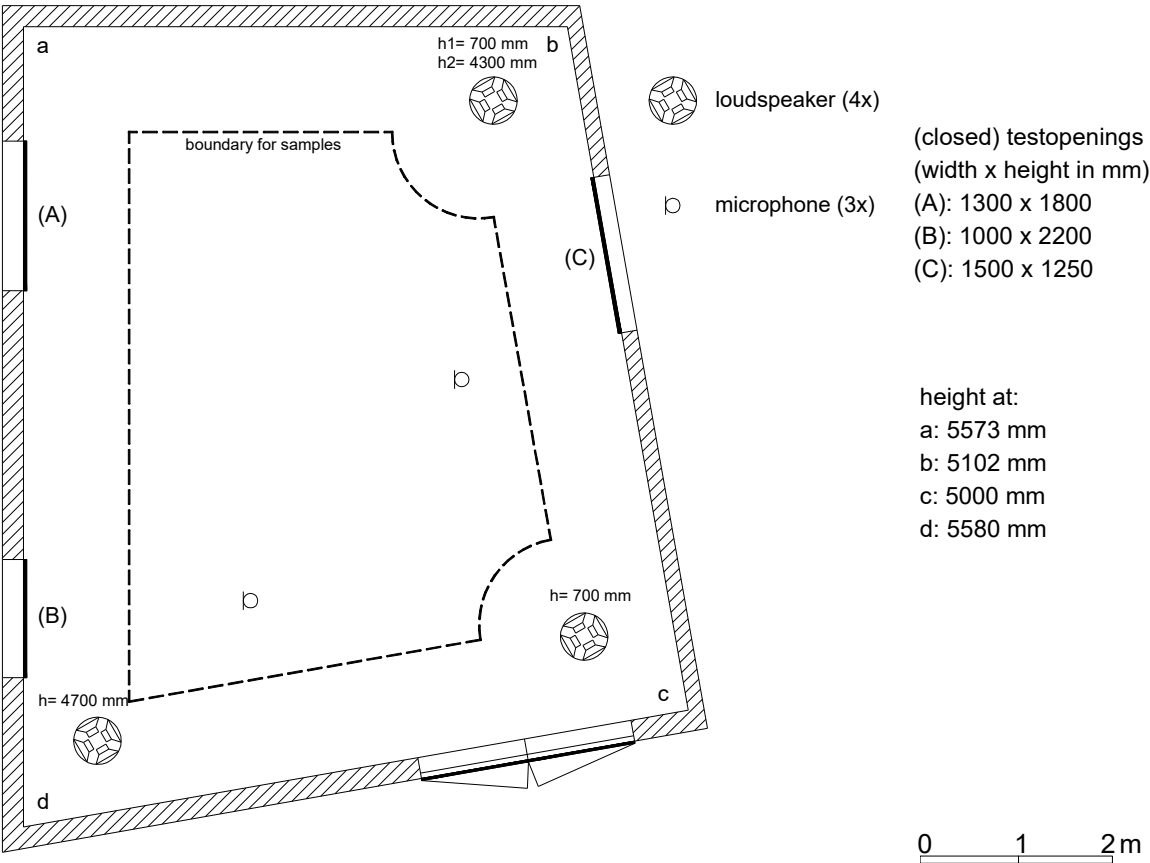 a
h1= 700 mm
h2= 4300 mm
b
boundary for samples
(A)
(C)
(B)
h= 700 mm
h= 4700 mm
c
d
loudspeaker (4x)
microphone (3x)
(closed) testopenings
(width x height in mm)
(A): 1300 x 1800
(B): 1000 x 2200
(C): 1500 x 1250
height at:
a: 5573 mm
b: 5102 mm
c: 5000 mm
d: 5580 mm
0 1 2 m